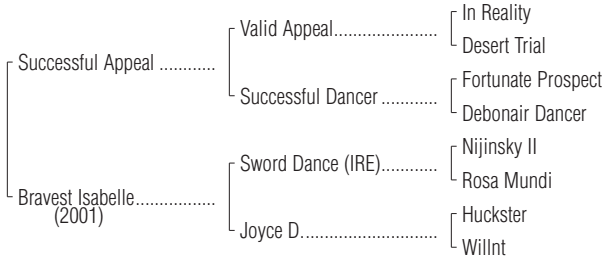 In Reality
Valid Appeal....................
Desert Trial
Successful Appeal ............
Fortunate Prospect
Successful Dancer ............
Debonair Dancer
Nijinsky II
Sword Dance (IRE)............
Rosa Mundi
Bravest Isabelle.................
(2001)
Huckster
Joyce D............................
Willnt